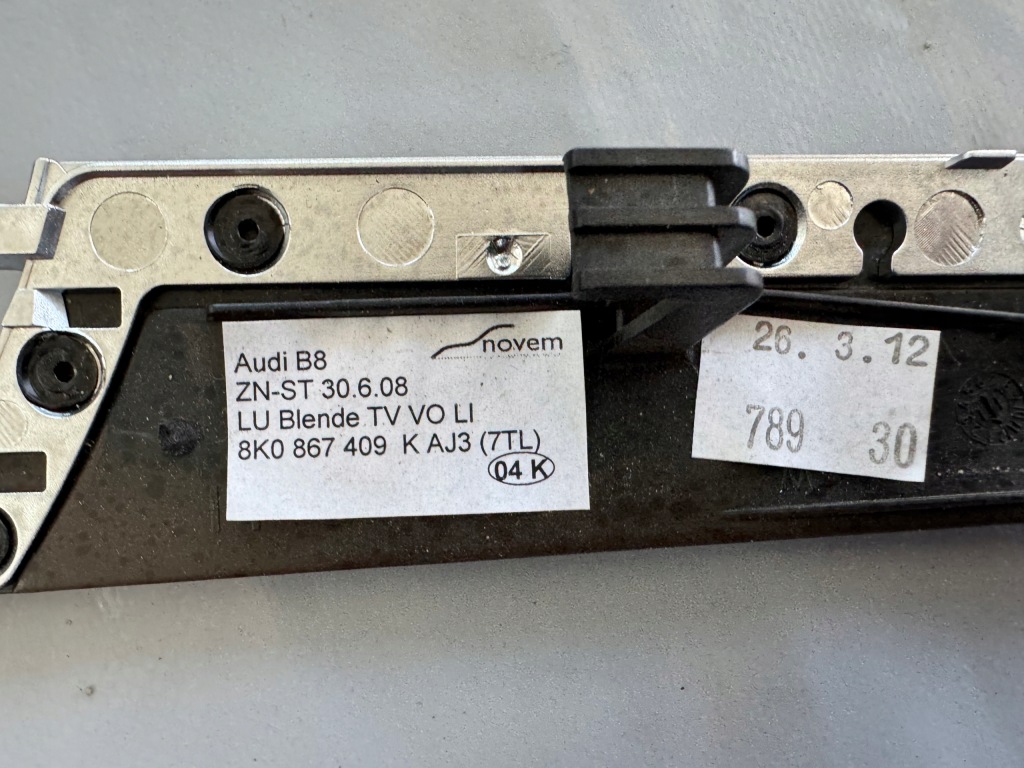 novem
Audi B8
ZN-ST 30.6.08
LU Blende TV VO LI
8K0 867 409 K AJ3 (7TL)
04 K
26. 3.12
789 30